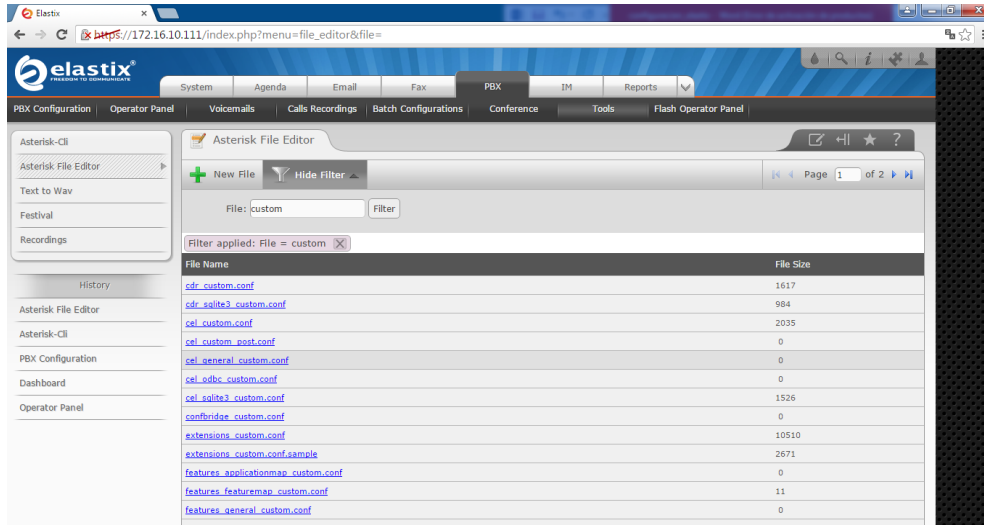 Elastix
https://172.16.10.111/index.php?menu=file_editor&file=
elastix®
FREEDOM TO COMMUNICATE
System Agenda Email Fax PBX IM Reports
PBX Configuration Operator Panel Voicemails Calls Recordings Batch Configurations Conference Tools Flash Operator Panel
Asterisk-Cli
Asterisk File Editor
Text to Wav
Festival
Recordings
History
Asterisk File Editor
Asterisk-Cli
PBX Configuration
Dashboard
Operator Panel
Asterisk File Editor
New File Hide Filter Page 1 of 2
File: custom Filter
Filter applied: File = custom X
File Name File Size
cdr_custom.conf 1617
cdr_sqlite3_custom.conf 984
cel_custom.conf 2035
cel_custom_post.conf 0
cel_general_custom.conf 0
cel_odbc_custom.conf 0
cel_sqlite3_custom.conf 1526
confbridge_custom.conf 0
extensions_custom.conf 10510
extensions_custom.conf.sample 2671
features_applicationmap_custom.conf 0
features_featuremap_custom.conf 11
features_general_custom.conf 0